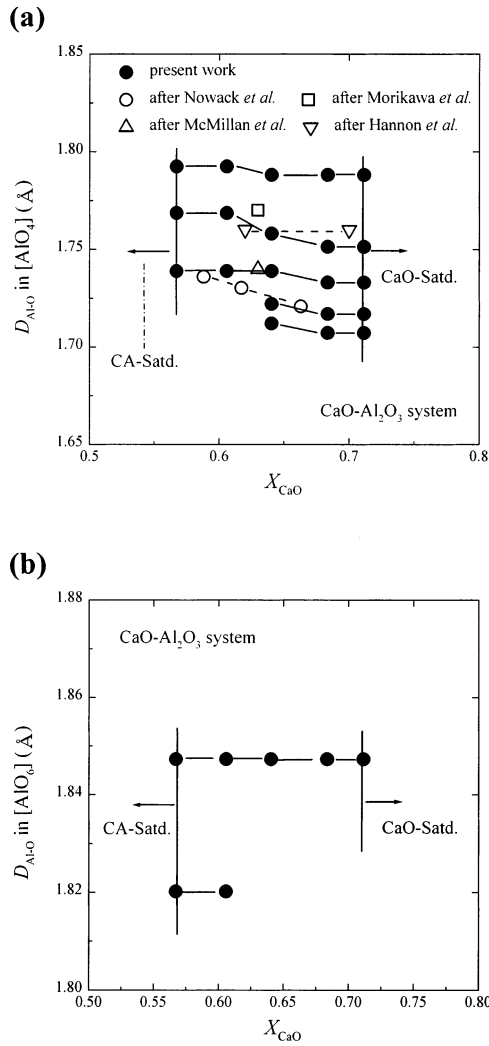 (a)
1.85
present work
after Nowack et al.
after Morikawa et al.
after McMillan et al.
after Hannon et al.
1.80
D_Al-O in [AlO₄] (Å)
1.75
CaO-Satd.
1.70
CA-Satd.
CaO-Al₂O₃ system
1.65
0.5 0.6 0.7 0.8
X_CaO
(b)
1.88
CaO-Al₂O₃ system
1.86
D_Al-O in [AlO₆] (Å)
1.84
CA-Satd.
CaO-Satd.
1.82
1.80
0.50 0.55 0.60 0.65 0.70 0.75 0.80
X_CaO